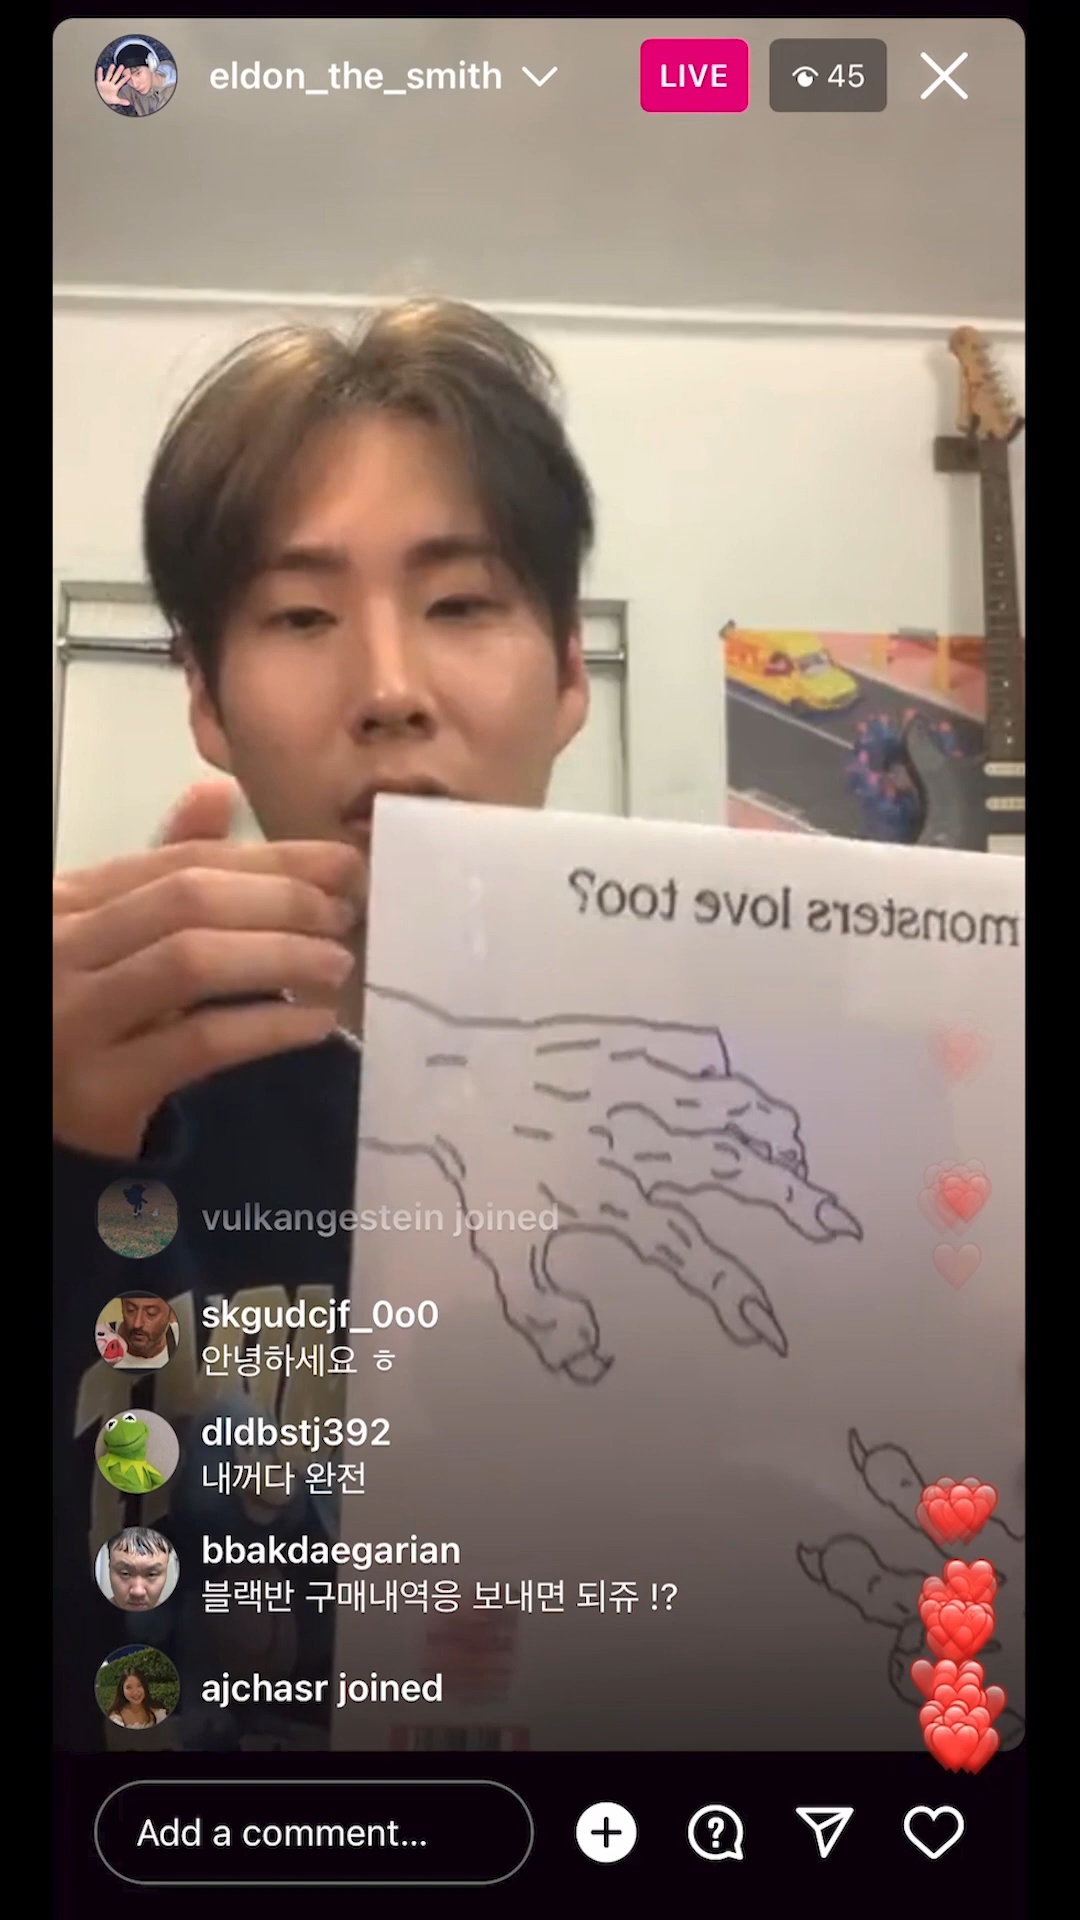 eldon_the_smith
LIVE
45
monsters love too?
vulkangestein joined
skgudcjf_0o0
안녕하세요 ㅎ
dldbstj392
내꺼다 완전
bbakdaegarian
블랙반 구매내역응 보내면 되쥬 !?
ajchasr joined
Add a comment...